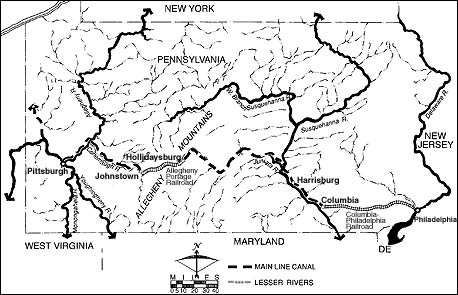 NEW YORK
PENNSYLVANIA
Allegheny R.
W. Branch
Susquehanna R.
Susquehanna R.
Delaware R.
NEW
JERSEY
MOUNTAINS
ALLEGHENY
Hollidaysburg
Pittsburgh
Johnstown
Allegheny
Portage
Railroad
Harrisburg
Columbia
Columbia-
Philadelphia
Railroad
Philadelphia
WEST VIRGINIA
MARYLAND
DE
N
MILES
0 5 10 20 30 40
MAIN LINE CANAL
LESSER RIVERS